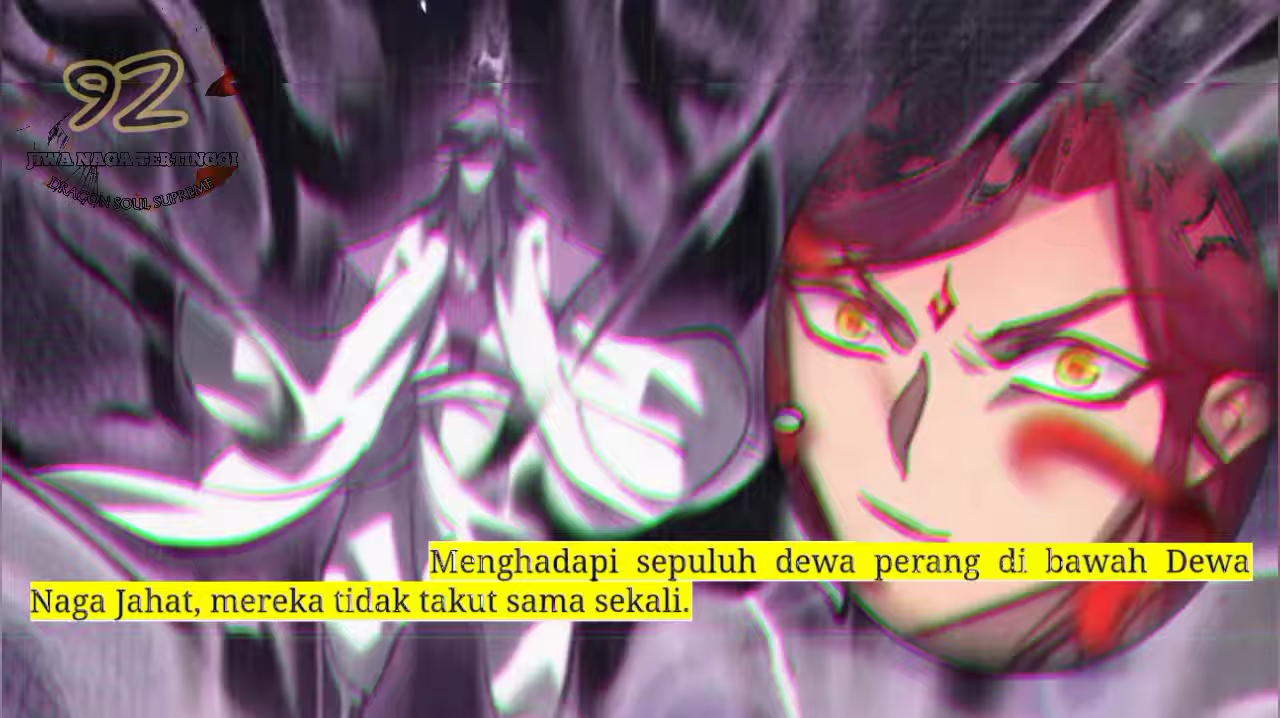 92
JIWA NAGA TERTINGGI
DRAGON SOUL SUPREME
Menghadapi sepuluh dewa perang di bawah Dewa
Naga Jahat, mereka tidak takut sama sekali.